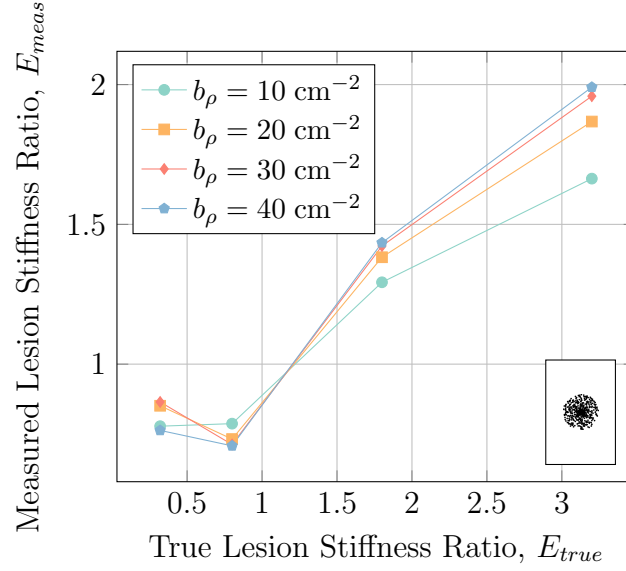 Measured Lesion Stiffness Ratio, E_meas
2
1.5
1
b_ρ = 10 cm⁻²
b_ρ = 20 cm⁻²
b_ρ = 30 cm⁻²
b_ρ = 40 cm⁻²
0.5 1 1.5 2 2.5 3
True Lesion Stiffness Ratio, E_true